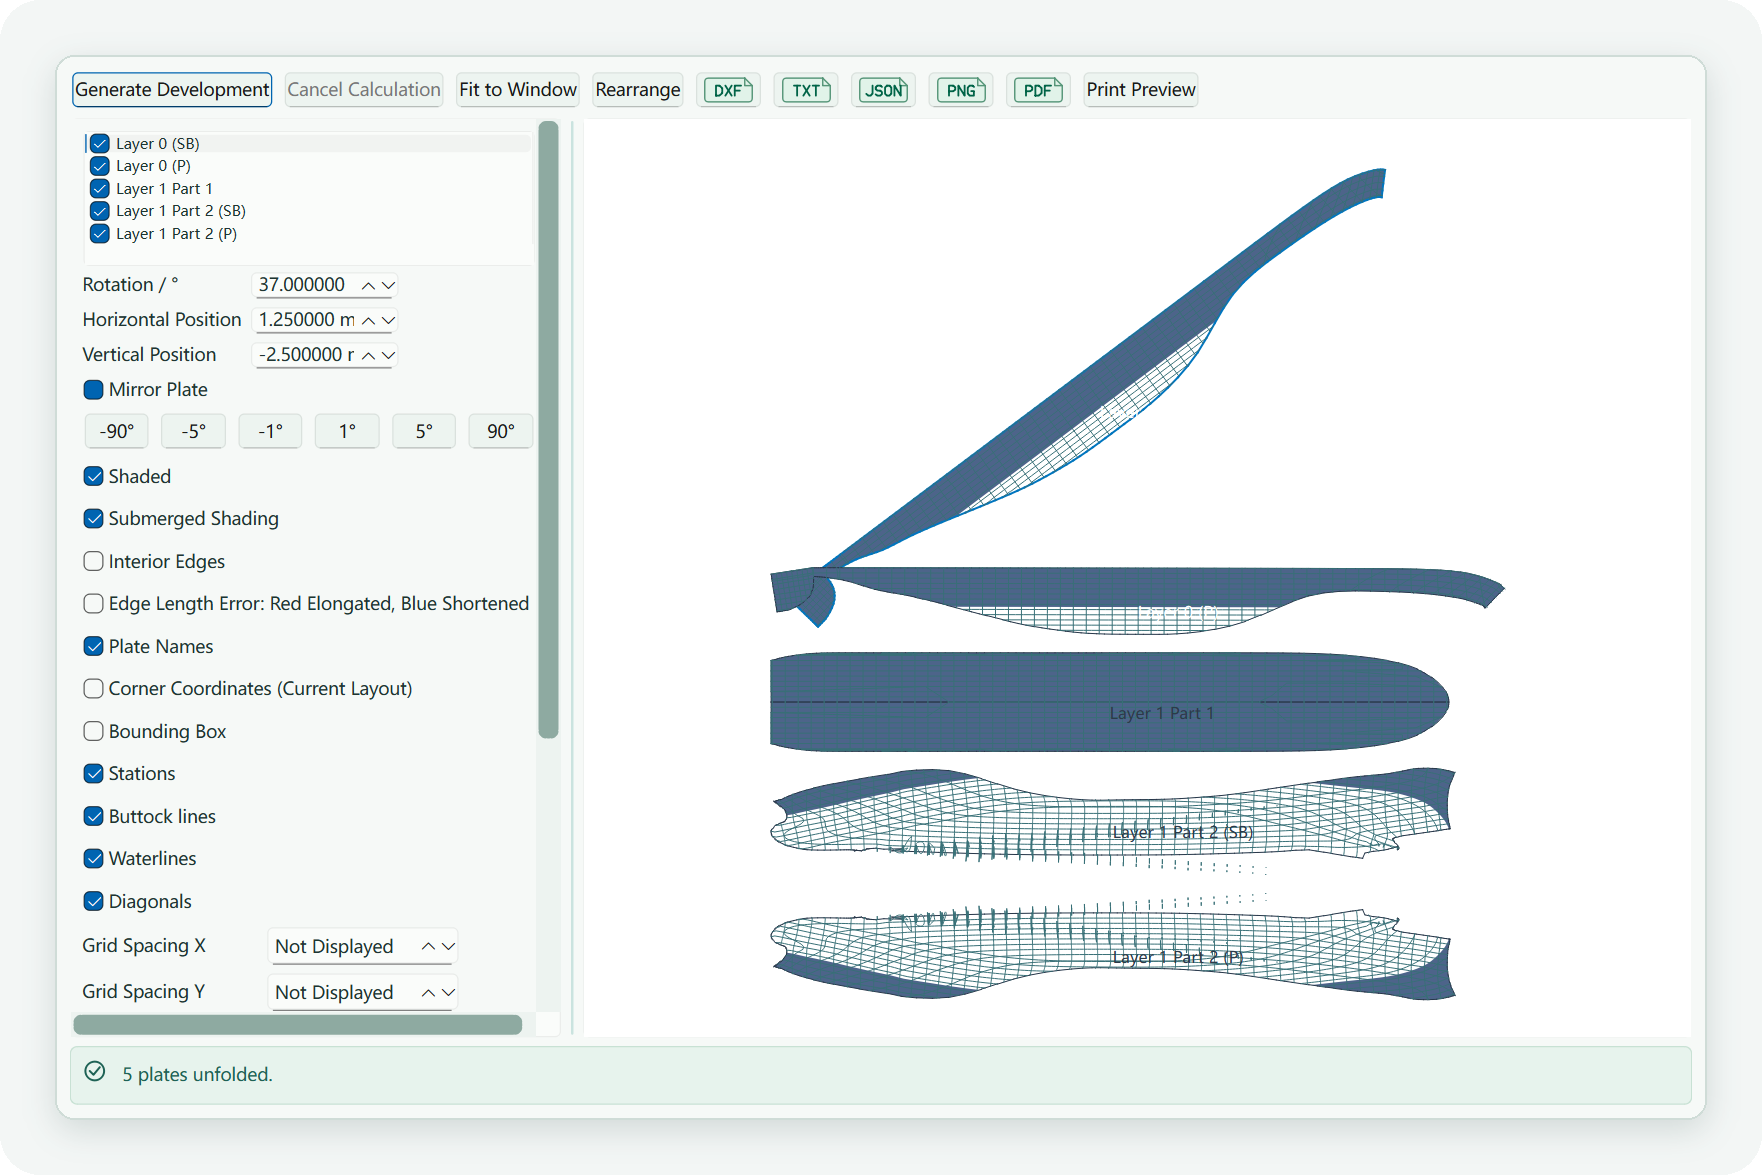 Generate Development Cancel Calculation Fit to Window Rearrange DXF TXT JSON PNG PDF Print Preview
Layer 0 (SB)
Layer 0 (P)
Layer 1 Part 1
Layer 1 Part 2 (SB)
Layer 1 Part 2 (P)
Rotation / ° 37.000000
Horizontal Position 1.250000 m
Vertical Position -2.500000
Mirror Plate
-90° -5° -1° 1° 5° 90°
Shaded
Submerged Shading
Interior Edges
Edge Length Error: Red Elongated, Blue Shortened
Plate Names
Corner Coordinates (Current Layout)
Bounding Box
Stations
Buttock lines
Waterlines
Diagonals
Grid Spacing X Not Displayed
Grid Spacing Y Not Displayed
Layer 0 (P)
Layer 1 Part 1
Layer 1 Part 2 (SB)
Layer 1 Part 2 (P)
5 plates unfolded.